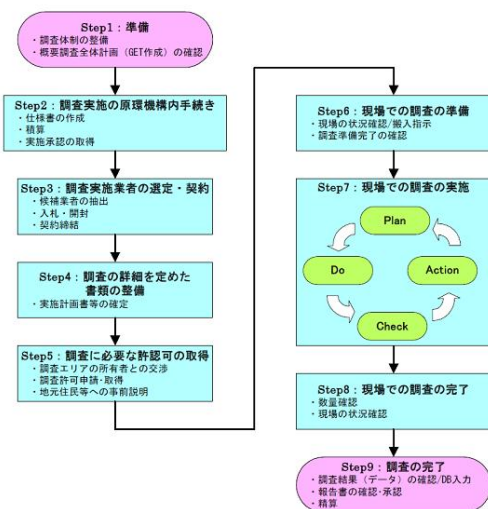 Step1：準備
・調査体制の整備
・概要調査全体計画（GET作成）の確認
Step2：調査実施の原環機構内手続き
・仕様書の作成
・積算
・実施承認の取得
Step3：調査実施業者の選定・契約
・候補業者の抽出
・入札・開封
・契約締結
Step4：調査の詳細を定めた
書類の整備
・実施計画書等の確定
Step5：調査に必要な許認可の取得
・調査エリアの所有者との交渉
・調査許可申請・取得
・地元住民等への事前説明
Step6：現場での調査の準備
・現場の状況確認/搬入指示
・調査準備完了の確認
Step7：現場での調査の実施
Plan
Do
Action
Check
Step8：現場での調査の完了
・数量確認
・現場の状況確認
Step9：調査の完了
・調査結果（データ）の確認/DB入力
・報告書の確認・承認
・精算